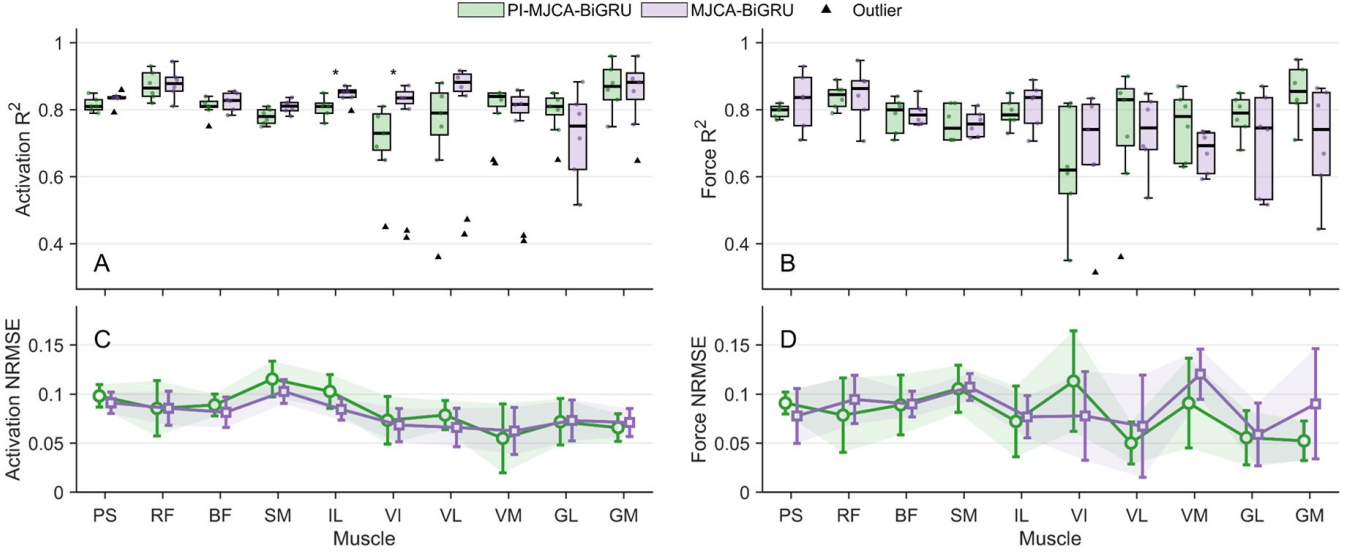 PI-MJCA-BiGRU MJCA-BiGRU Outlier
Activation R²
1
0.8
0.6
0.4
A
* *
Force R²
1
0.8
0.6
0.4
B
Activation NRMSE
0.15
0.1
0.05
0
C
PS RF BF SM IL VI VL VM GL GM
Muscle
Force NRMSE
0.15
0.1
0.05
0
D
PS RF BF SM IL VI VL VM GL GM
Muscle